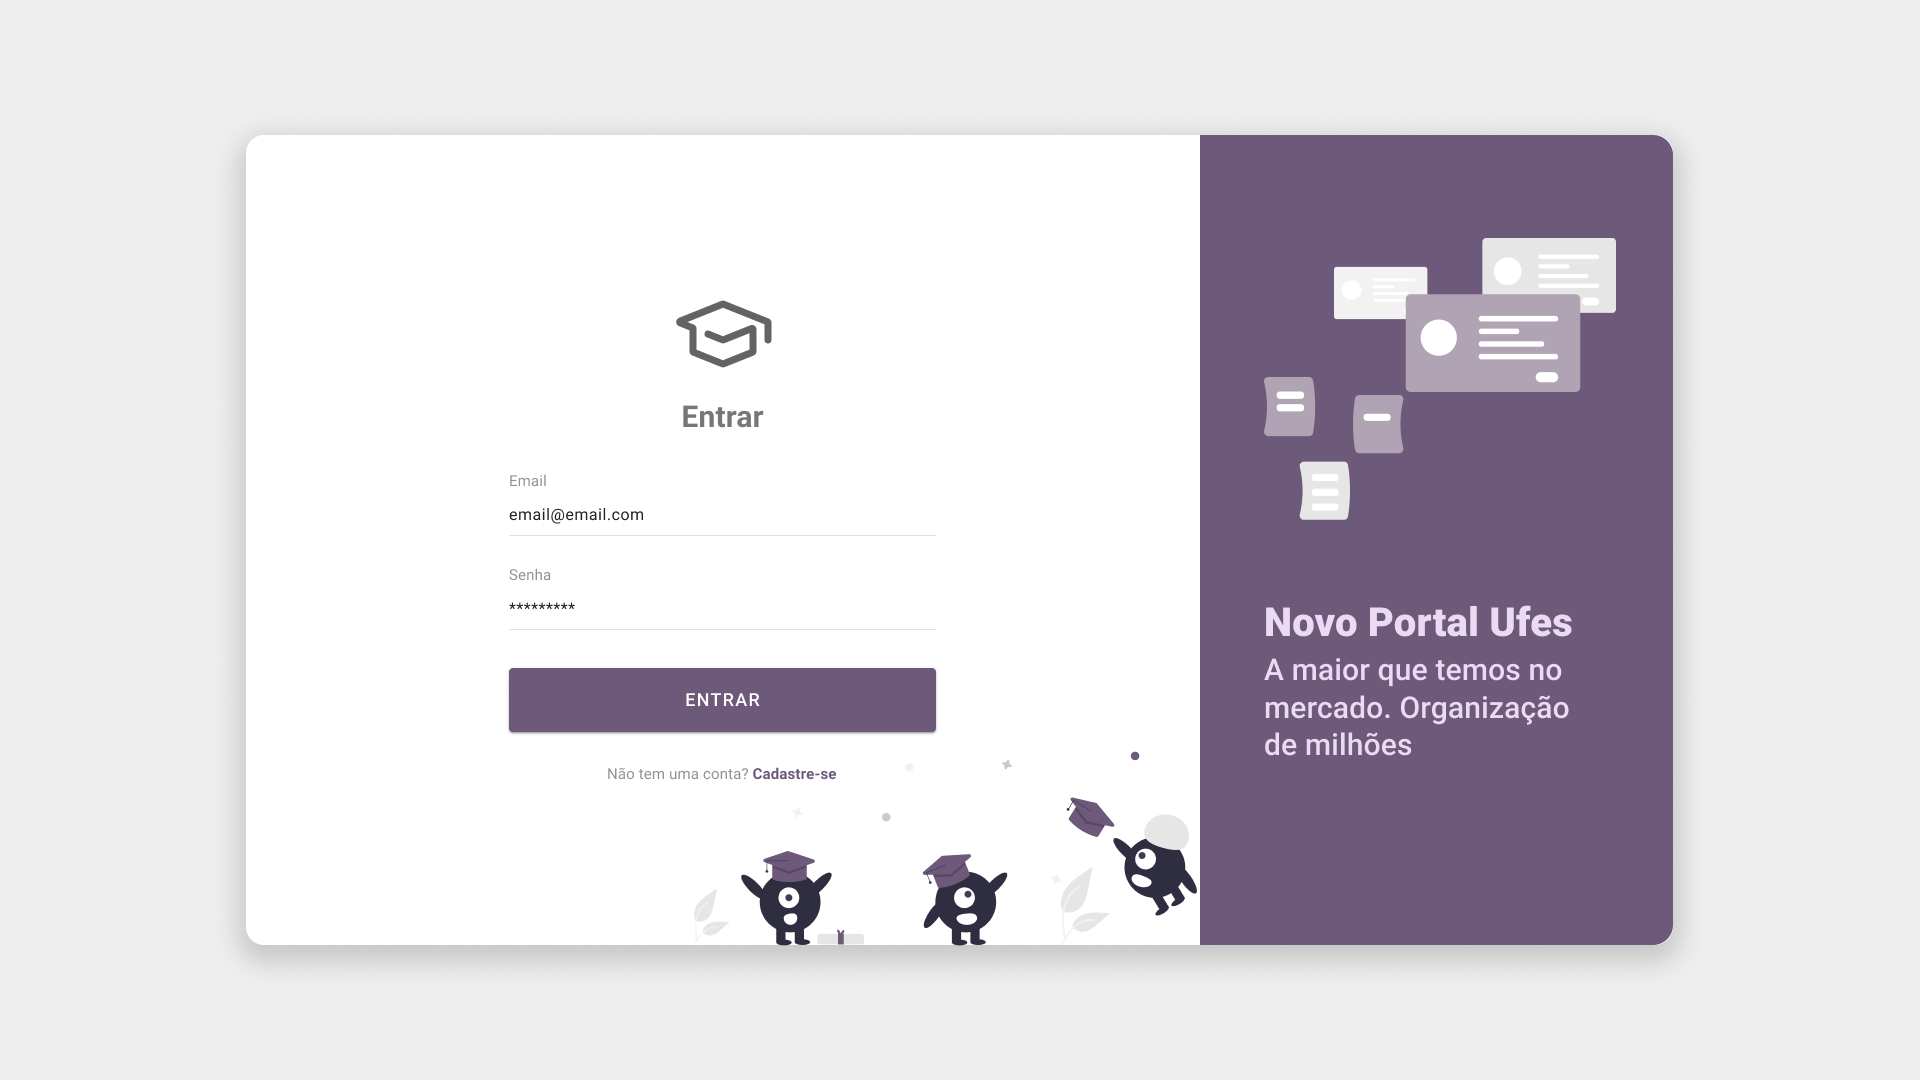 Entrar
Email
email@email.com
Senha
*********
ENTRAR
Não tem uma conta? Cadastre-se
Novo Portal Ufes
A maior que temos no
mercado. Organização
de milhões